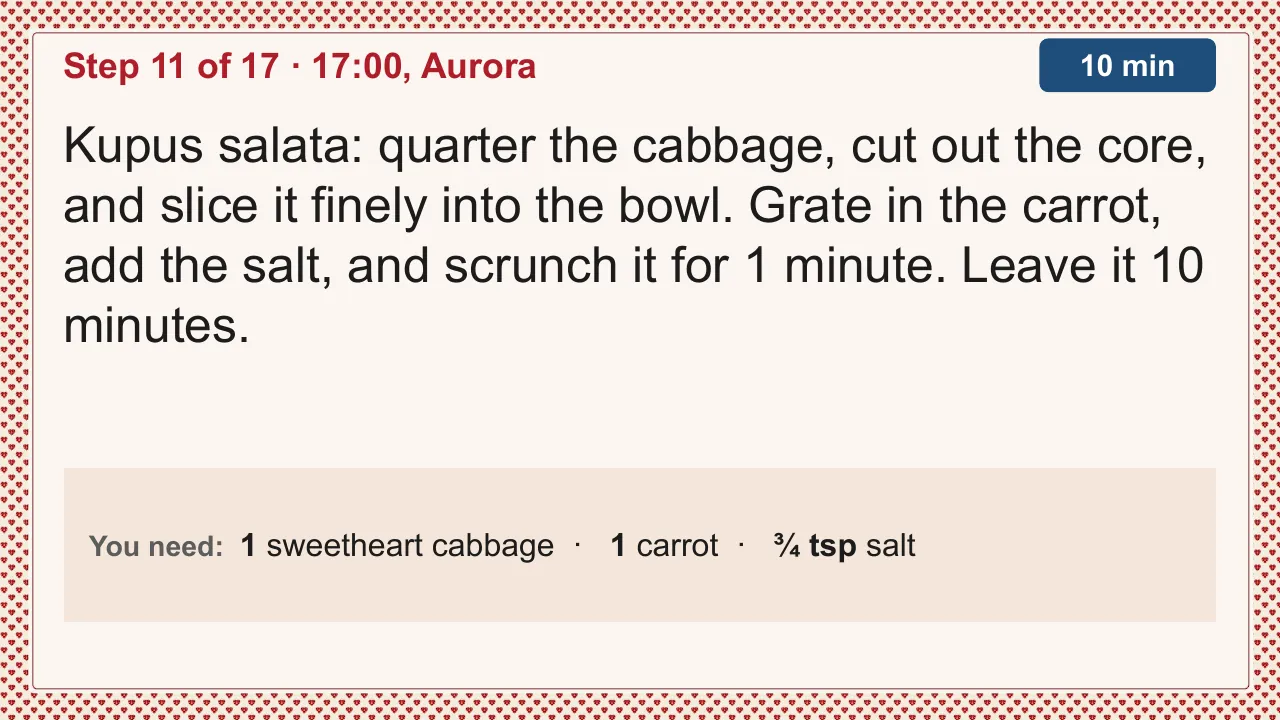 Step 11 of 17 · 17:00, Aurora
10 min
Kupus salata: quarter the cabbage, cut out the core,
and slice it finely into the bowl. Grate in the carrot,
add the salt, and scrunch it for 1 minute. Leave it 10
minutes.
You need: 1 sweetheart cabbage · 1 carrot · ¾ tsp salt